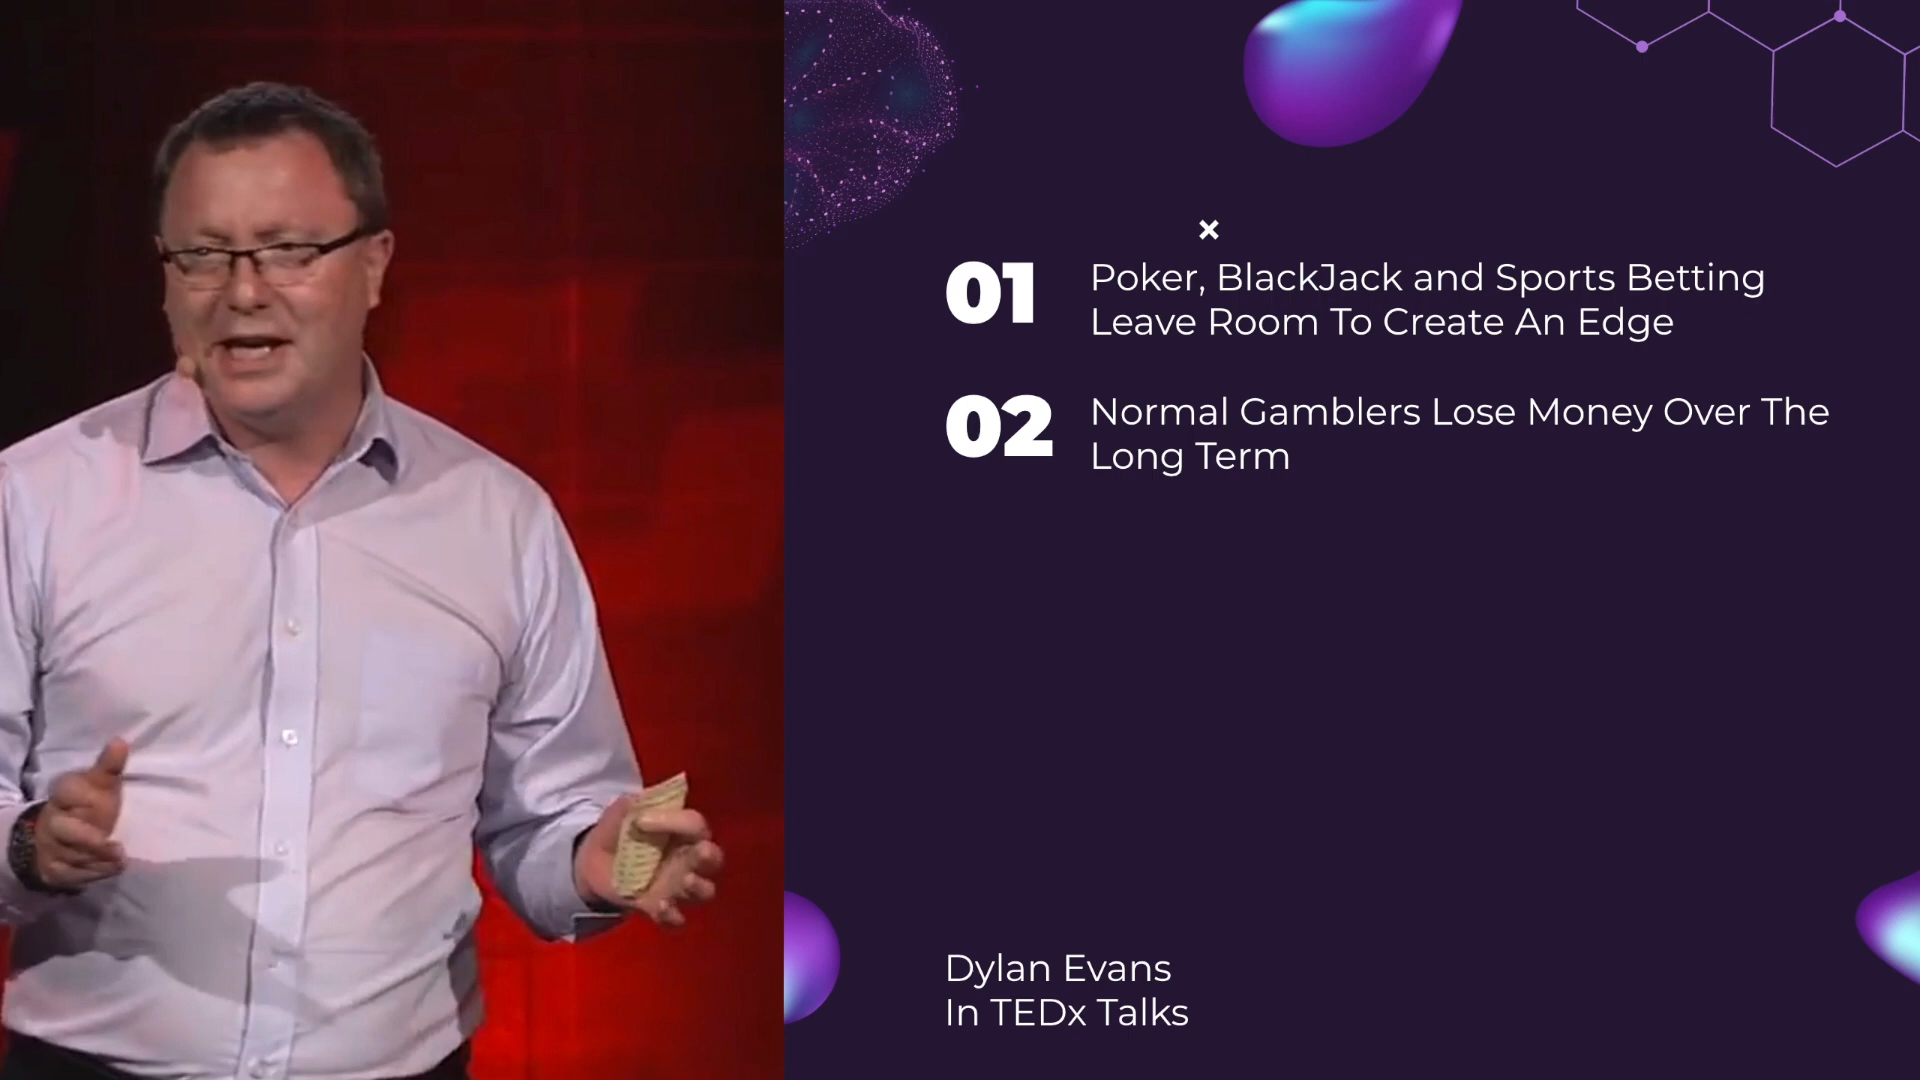 01
Poker, BlackJack and Sports Betting
Leave Room To Create An Edge
02
Normal Gamblers Lose Money Over The
Long Term
Dylan Evans
In TEDx Talks